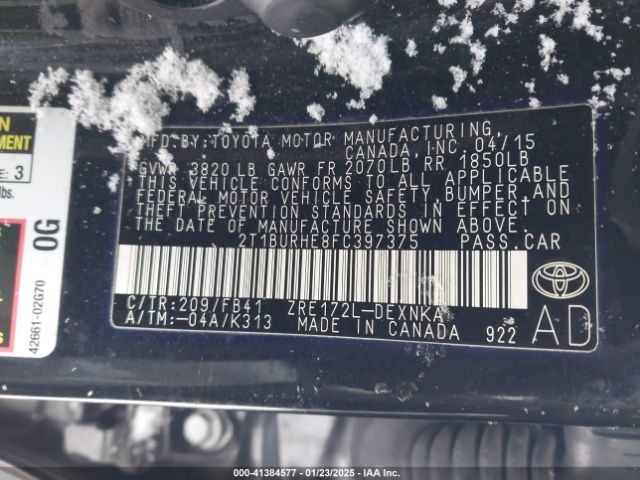 N
MENT
E: 3
lbs.
0G
42661-02G70
MFD.BY:TOYOTA MOTOR MANUFACTURING,
CANADA,INC. 04/15
GVWR 3820 LB GAWR FR 2070LB RR 1850LB
THIS VEHICLE CONFORMS TO ALL APPLICABLE
FEDERAL MOTOR VEHICLE SAFETY, BUMPER, AND
THEFT PREVENTION STANDARDS IN EFFECT ON
THE DATE OF MANUFACTURE SHOWN ABOVE.
2T1BURHE8FC397375 PASS.CAR
C/TR:209/FB41 ZRE172L-DEXNKA
A/TM:-04A/K313 MADE IN CANADA 922
AD
000-41384577 - 01/23/2025 - IAA Inc.